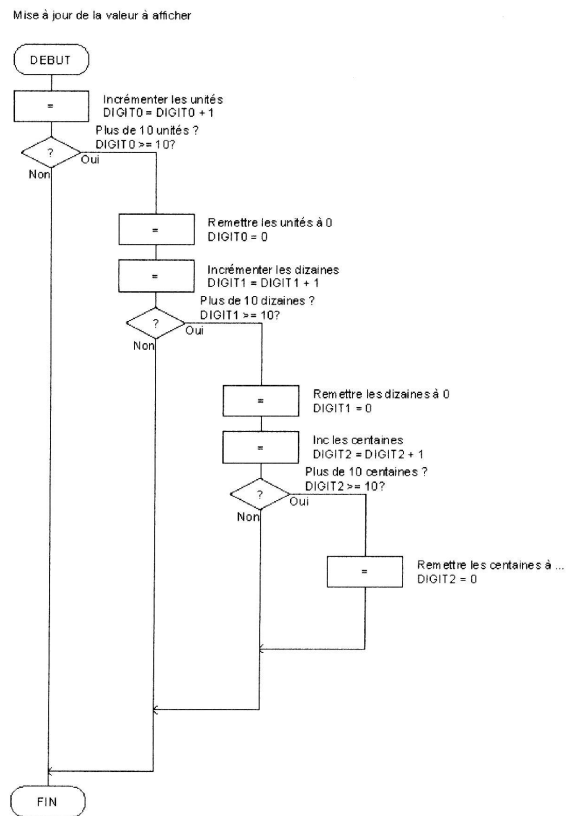 Mise à jour de la valeur à afficher
DEBUT
=
Incrémenter les unités
DIGIT0 = DIGIT0 + 1
Plus de 10 unités ?
DIGIT0 >= 10?
?
Oui
Non
=
Remettre les unités à 0
DIGIT0 = 0
=
Incrémenter les dizaines
DIGIT1 = DIGIT1 + 1
Plus de 10 dizaines ?
DIGIT1 >= 10?
?
Oui
Non
=
Remettre les dizaines à 0
DIGIT1 = 0
=
Inc les centaines
DIGIT2 = DIGIT2 + 1
Plus de 10 centaines ?
DIGIT2 >= 10?
?
Oui
Non
=
Remettre les centaines à ...
DIGIT2 = 0
FIN